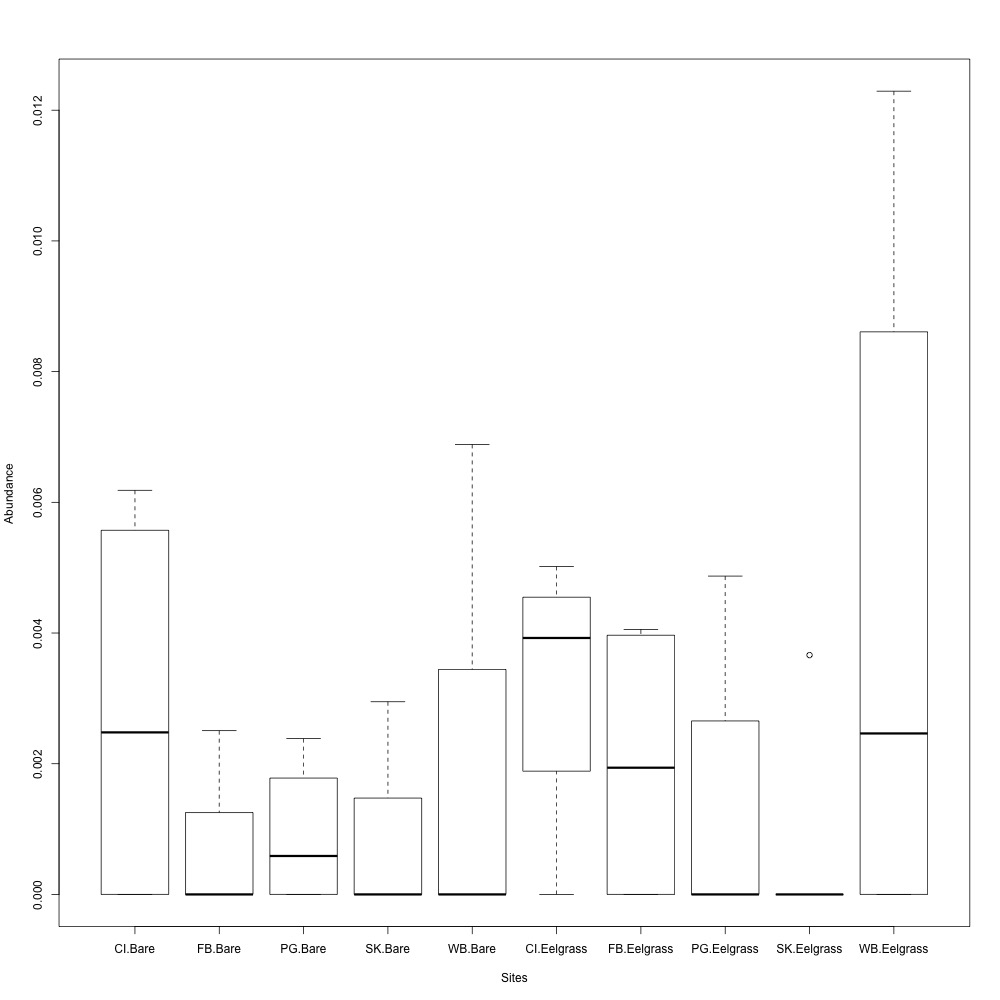 0.012
0.010
0.008
0.006
0.004
0.002
0.000
Abundance
CI.Bare FB.Bare PG.Bare SK.Bare WB.Bare CI.Eelgrass FB.Eelgrass PG.Eelgrass SK.Eelgrass WB.Eelgrass
Sites